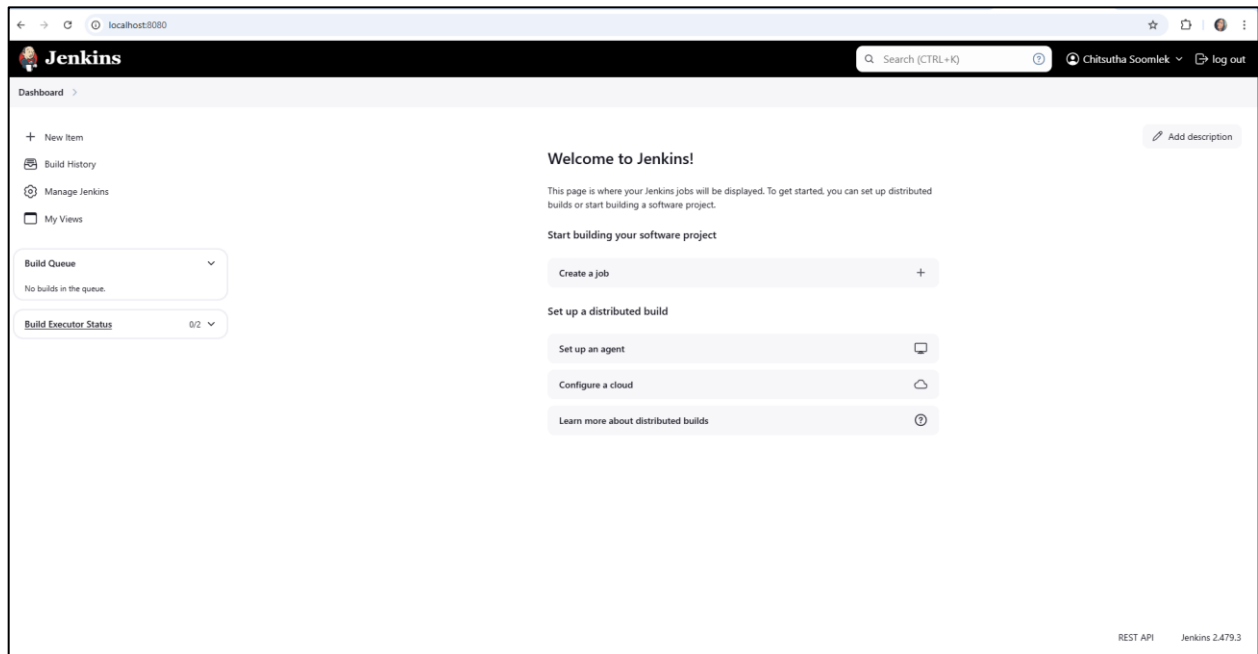 localhost:8080
Jenkins
Search (CTRL+K)
Chitsutha Soomlek
log out
Dashboard
New Item
Build History
Manage Jenkins
My Views
Build Queue
No builds in the queue.
Build Executor Status 0/2
Add description
Welcome to Jenkins!
This page is where your Jenkins jobs will be displayed. To get started, you can set up distributed
builds or start building a software project.
Start building your software project
Create a job
Set up a distributed build
Set up an agent
Configure a cloud
Learn more about distributed builds
REST API
Jenkins 2.479.3